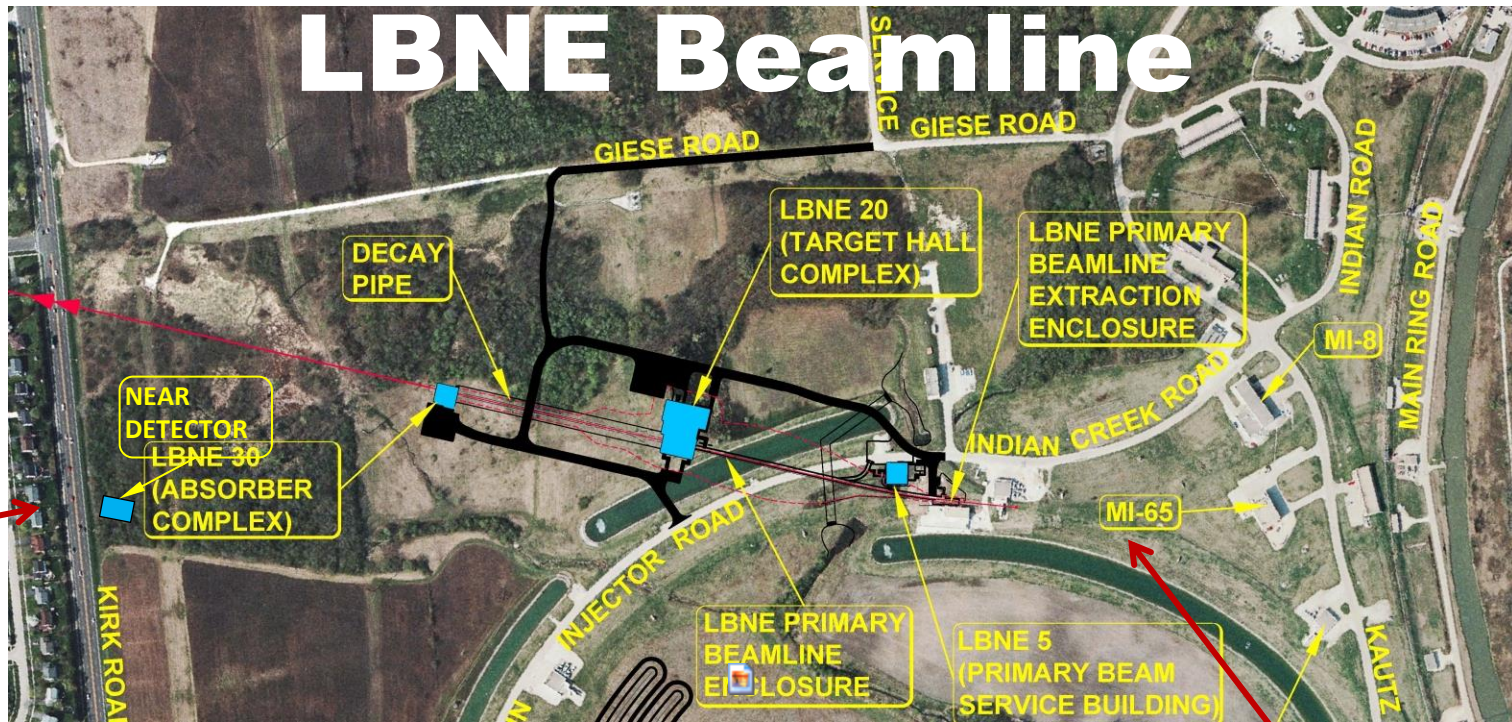 LBNE Beamline
SERVICE
GIESE ROAD
GIESE ROAD
LBNE 20
(TARGET HALL
COMPLEX)
LBNE PRIMARY
BEAMLINE
EXTRACTION
ENCLOSURE
INDIAN ROAD
MAIN RING ROAD
DECAY
PIPE
MI-8
NEAR
DETECTOR
LBNE 30
(ABSORBER
COMPLEX)
INDIAN CREEK ROAD
MI-65
INJECTOR ROAD
KIRK ROAD
LBNE PRIMARY
BEAMLINE
ENCLOSURE
LBNE 5
(PRIMARY BEAM
SERVICE BUILDING)
KAUTZ